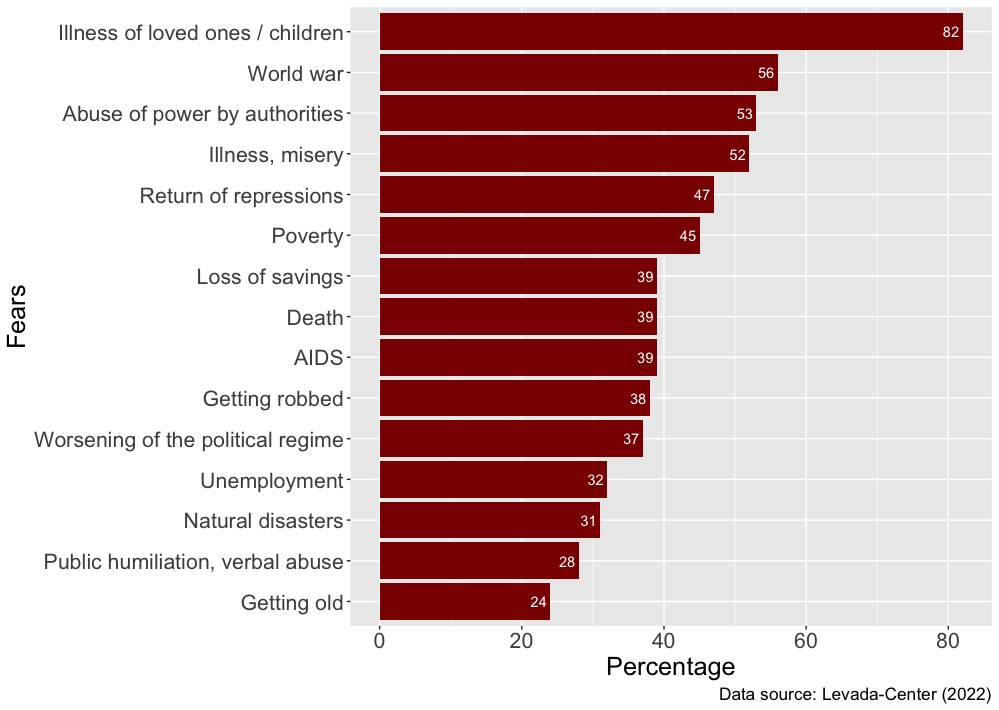 Illness of loved ones / children 82
World war 56
Abuse of power by authorities 53
Illness, misery 52
Return of repressions 47
Poverty 45
Loss of savings 39
Death 39
AIDS 39
Getting robbed 38
Worsening of the political regime 37
Unemployment 32
Natural disasters 31
Public humiliation, verbal abuse 28
Getting old 24
Fears
0 20 40 60 80
Percentage
Data source: Levada-Center (2022)